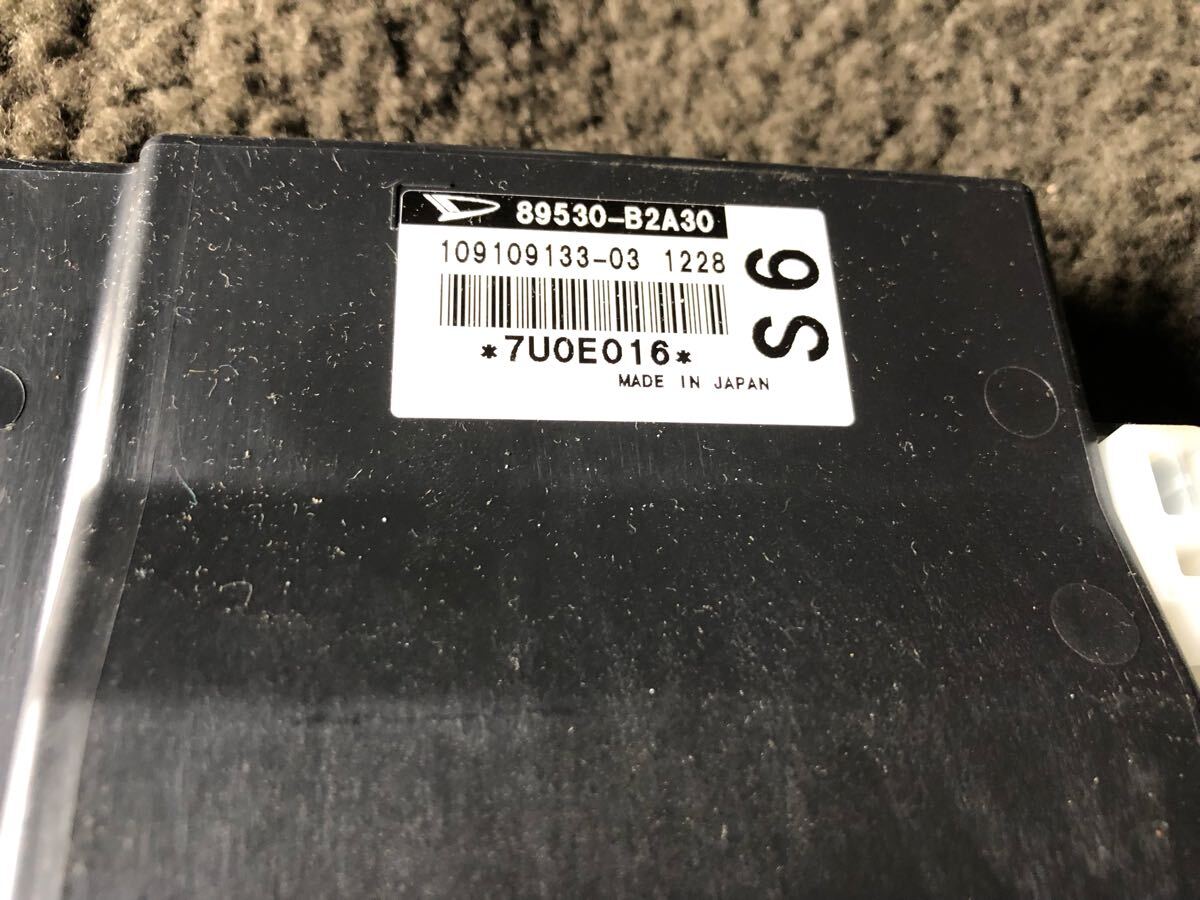 89530-B2A30
109109133-03 1228
*7U0E016*
MADE IN JAPAN
S6